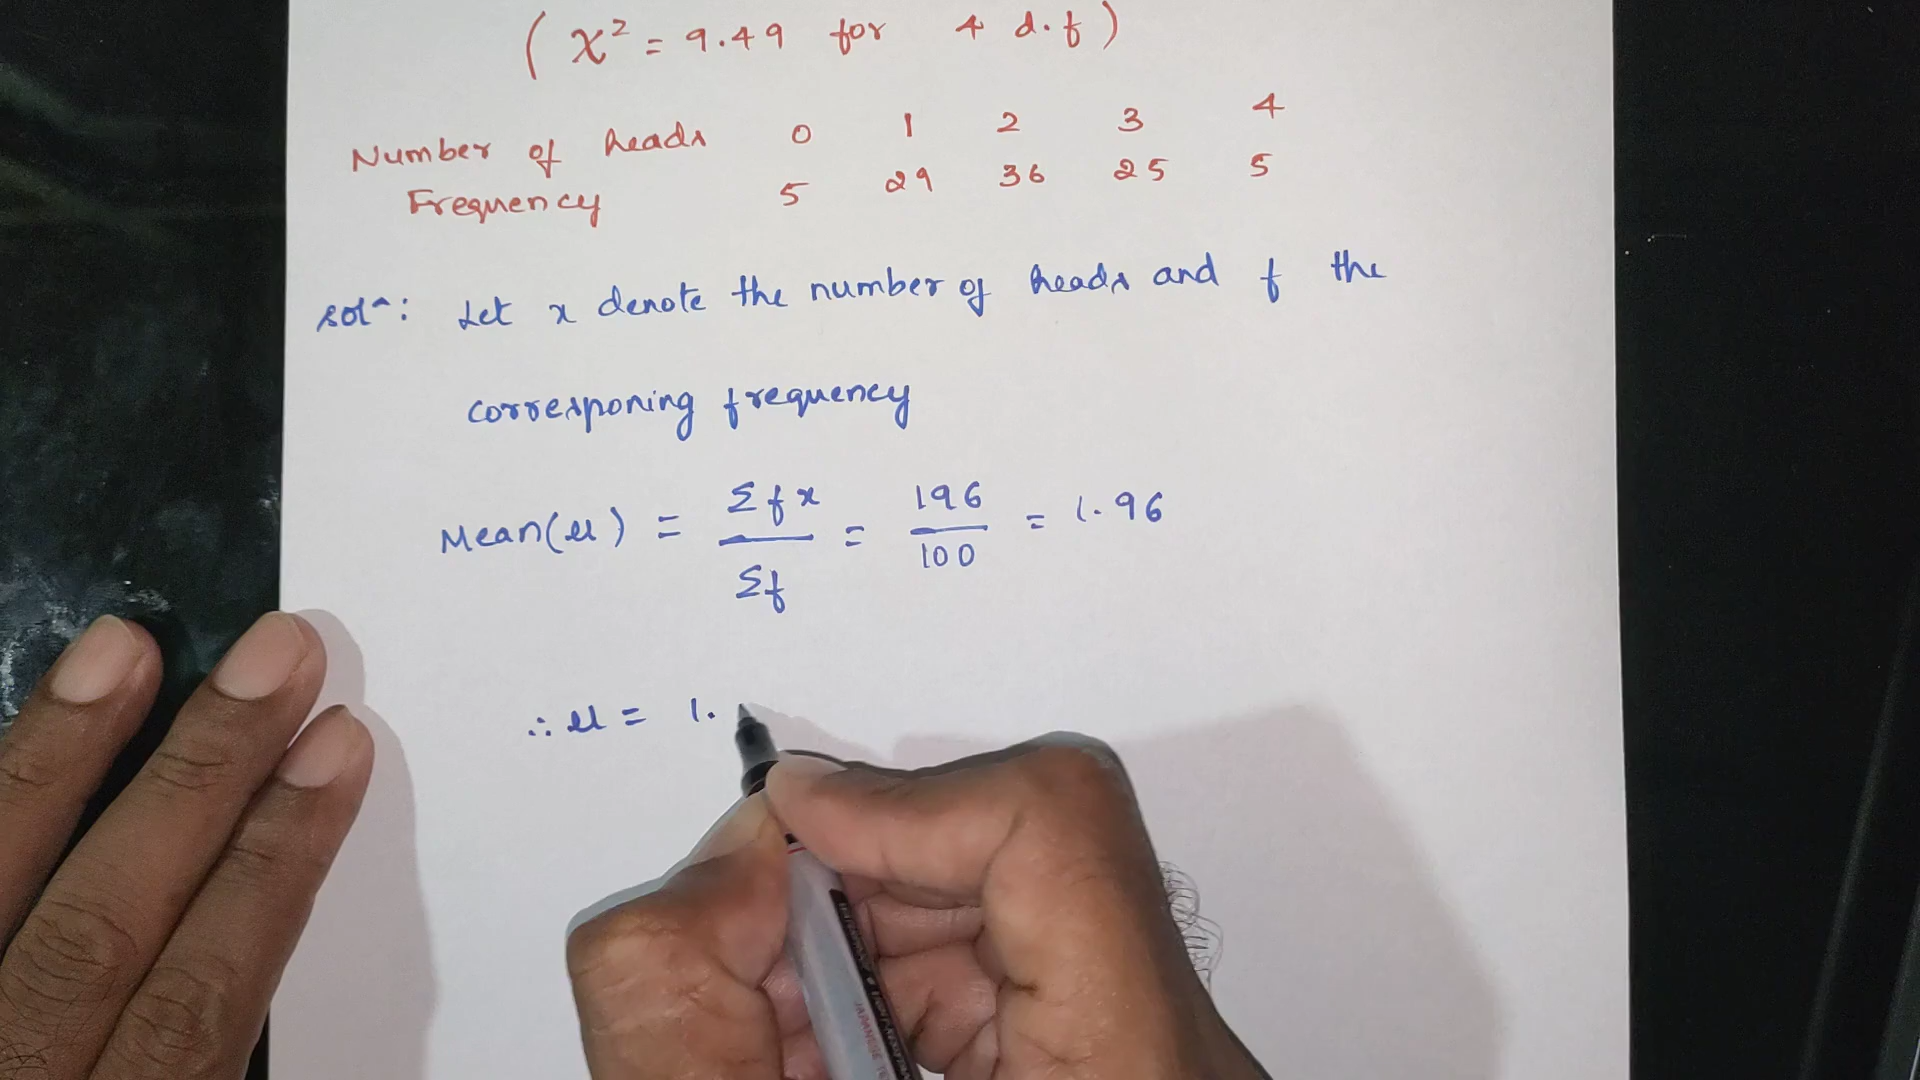 ( χ² = 9.49 for 4 d.f )
Number of heads 0 1 2 3 4
Frequency 5 29 36 25 5
solⁿ: Let x denote the number of heads and f the
corresponing frequency
Mean(μ) = Σfx / Σf = 196 / 100 = 1.96
∴ μ = 1.